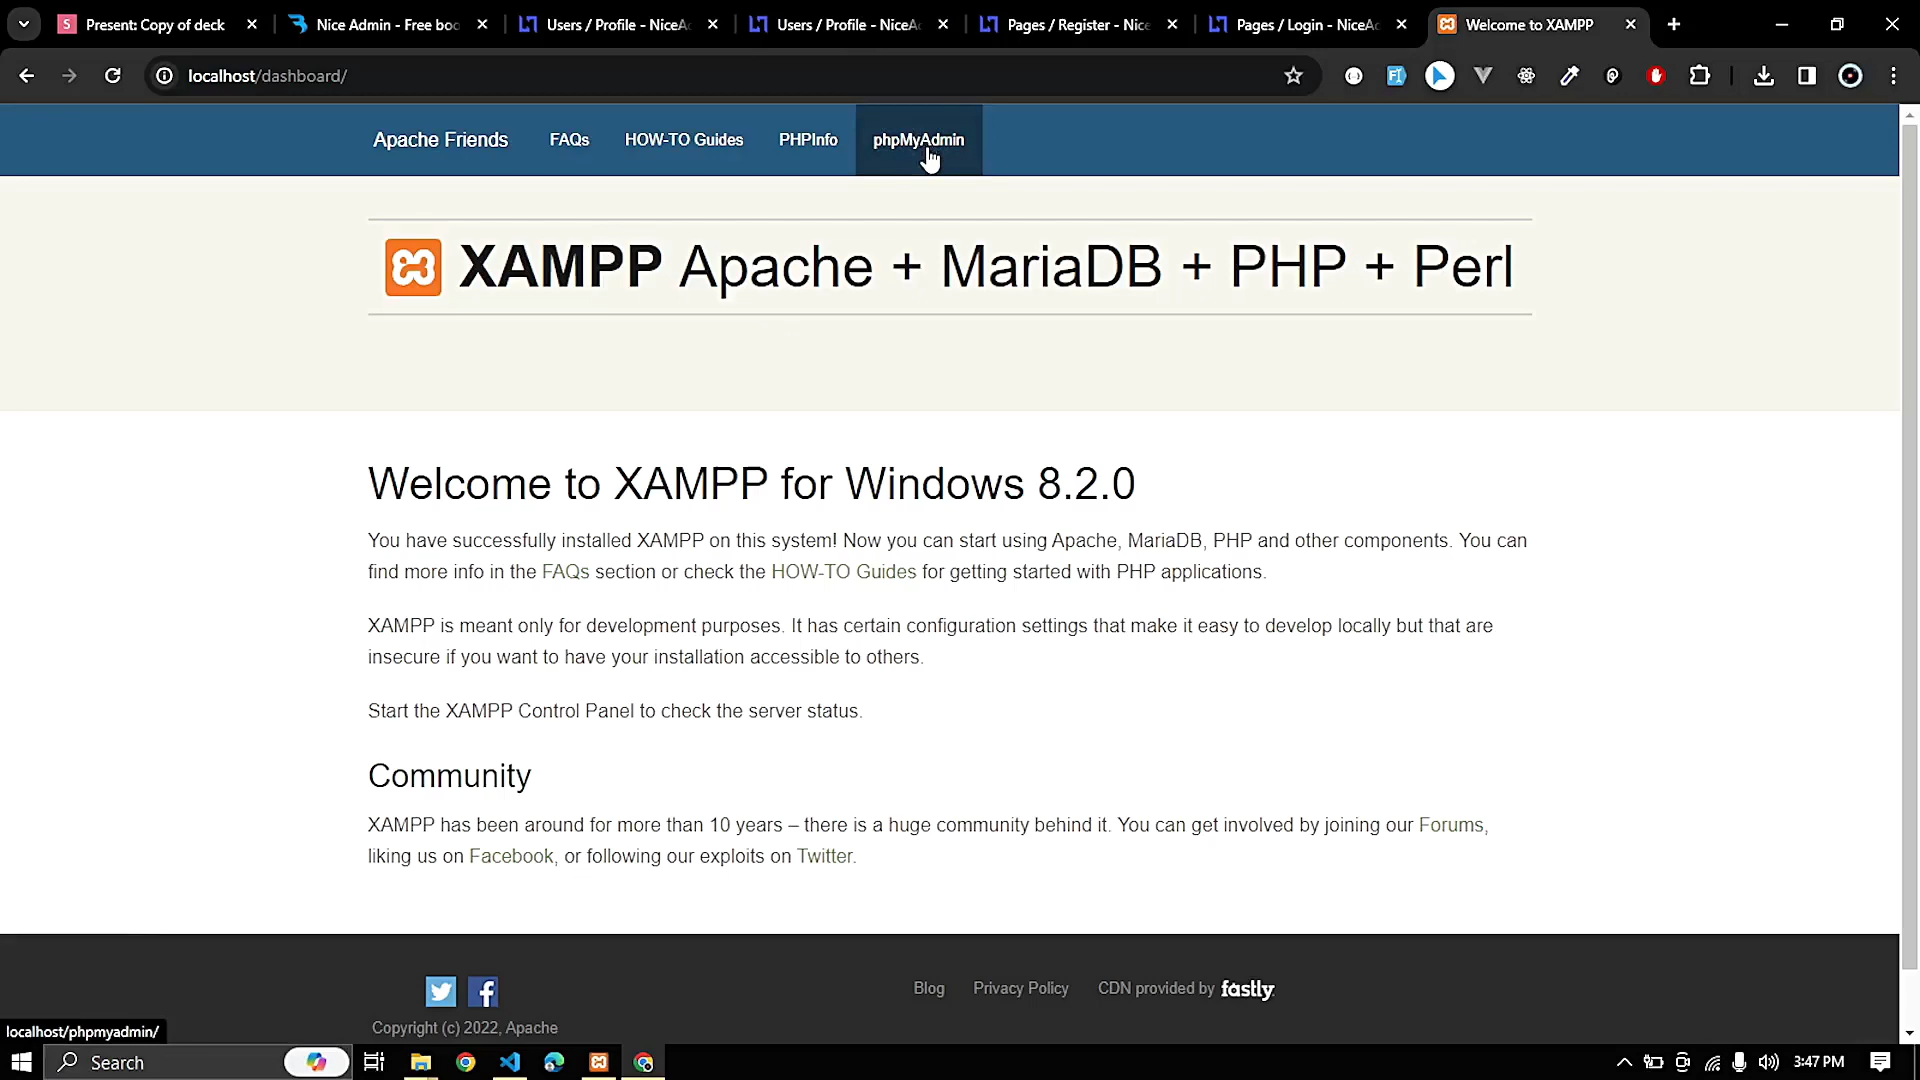 S Present: Copy of deck
Nice Admin - Free boo
Users / Profile - NiceA
Users / Profile - NiceA
Pages / Register - Nice
Pages / Login - NiceA
Welcome to XAMPP
localhost/dashboard/
Apache Friends
FAQs
HOW-TO Guides
PHPInfo
phpMyAdmin
XAMPP Apache + MariaDB + PHP + Perl
Welcome to XAMPP for Windows 8.2.0
You have successfully installed XAMPP on this system! Now you can start using Apache, MariaDB, PHP and other components. You can
find more info in the FAQs section or check the HOW-TO Guides for getting started with PHP applications.
XAMPP is meant only for development purposes. It has certain configuration settings that make it easy to develop locally but that are
insecure if you want to have your installation accessible to others.
Start the XAMPP Control Panel to check the server status.
Community
XAMPP has been around for more than 10 years – there is a huge community behind it. You can get involved by joining our Forums,
liking us on Facebook, or following our exploits on Twitter.
Blog
Privacy Policy
CDN provided by fastly
Copyright (c) 2022, Apache
localhost/phpmyadmin/
Search
3:47 PM